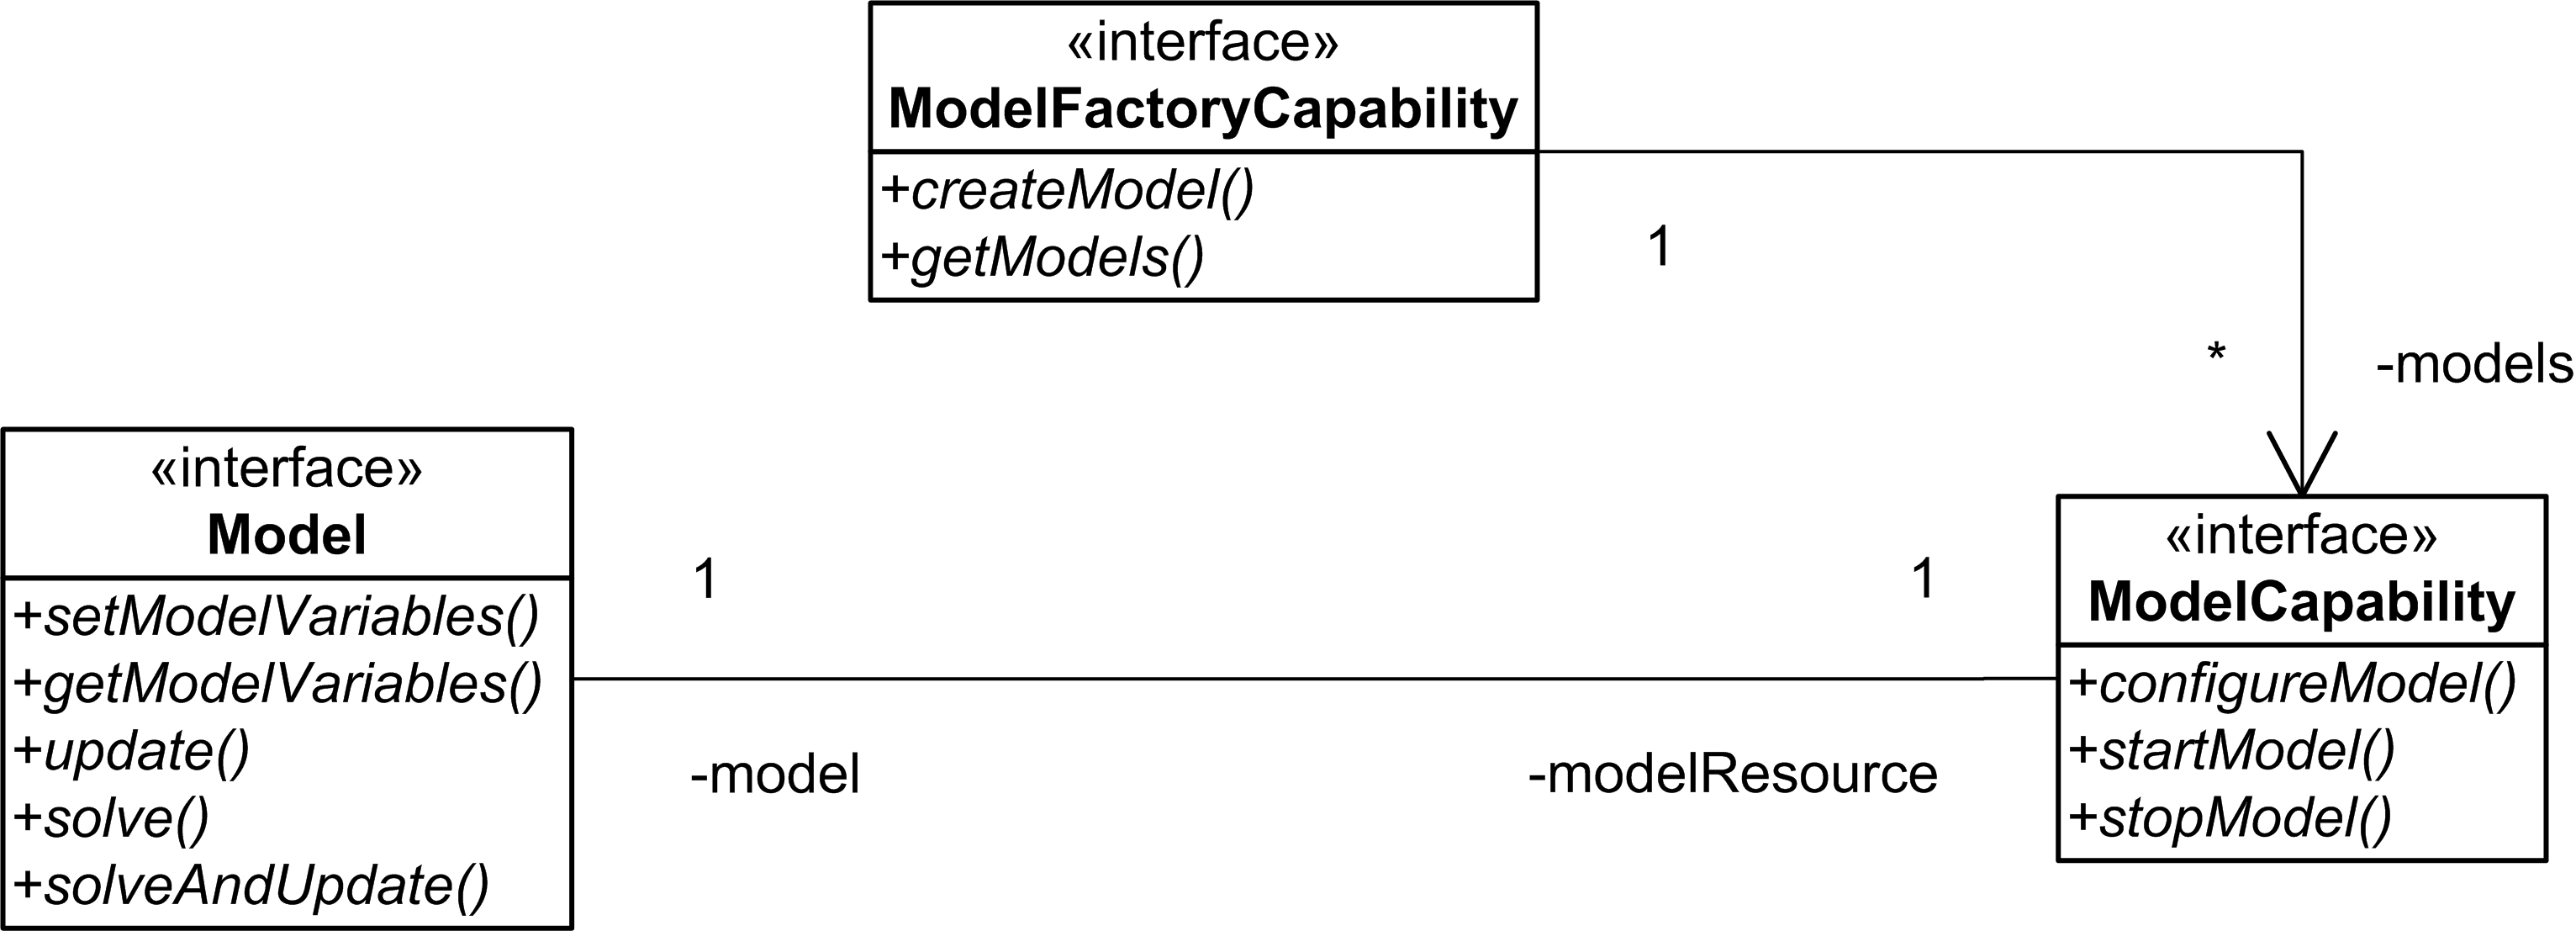 «interface»
ModelFactoryCapability
+createModel()
+getModels()
1
*
-models
«interface»
Model
+setModelVariables()
+getModelVariables()
+update()
+solve()
+solveAndUpdate()
1
-model
1
-modelResource
«interface»
ModelCapability
+configureModel()
+startModel()
+stopModel()